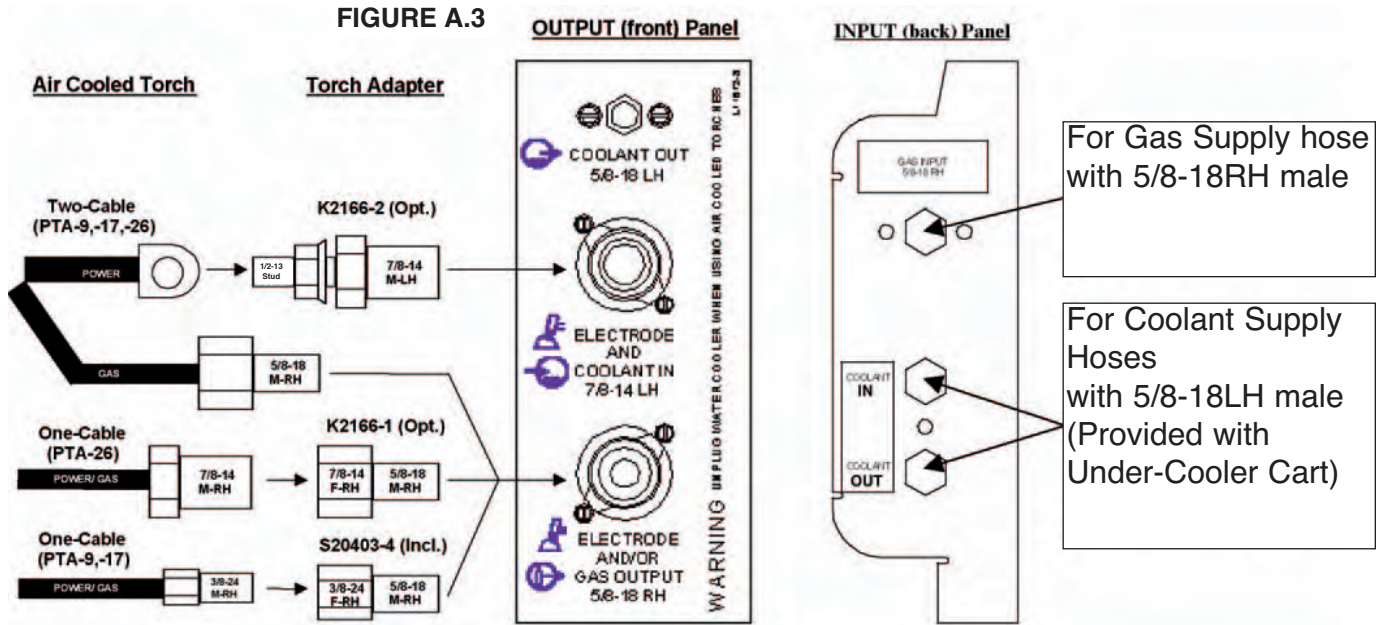 FIGURE A.3
OUTPUT (front) Panel
INPUT (back) Panel
Air Cooled Torch
Torch Adapter
Two-Cable
(PTA-9,-17,-26)
POWER
K2166-2 (Opt.)
1/2-13
Stud
7/8-14
M-LH
GAS
5/8-18
M-RH
One-Cable
(PTA-26)
POWER/ GAS
7/8-14
M-RH
K2166-1 (Opt.)
7/8-14
F-RH
5/8-18
M-RH
One-Cable
(PTA-9,-17)
POWER/ GAS
3/8-24
M-RH
S20403-4 (Incl.)
3/8-24
F-RH
5/8-18
M-RH
COOLANT OUT
5/8-18 LH
ELECTRODE
AND
COOLANT IN
7/8-14 LH
ELECTRODE
AND/OR
GAS OUTPUT
5/8-18 RH
WARNING UNPLUG WATER COOLER WHEN USING AIR COOLED TORCHES
GAS INPUT
5/8-18 RH
COOLANT
IN
COOLANT
OUT
For Gas Supply hose
with 5/8-18RH male
For Coolant Supply
Hoses
with 5/8-18LH male
(Provided with
Under-Cooler Cart)